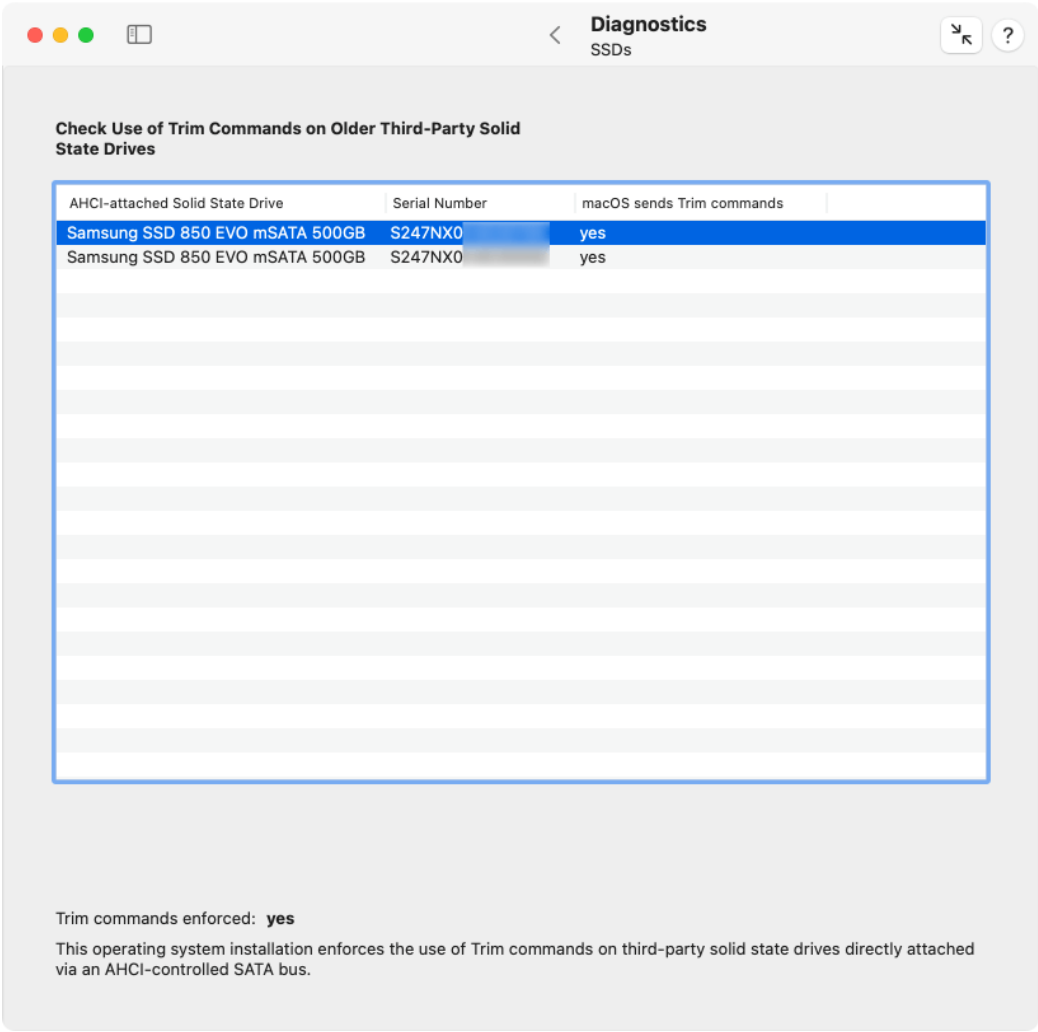 Diagnostics
SSDs
?
Check Use of Trim Commands on Older Third-Party Solid
State Drives
AHCI-attached Solid State Drive Serial Number macOS sends Trim commands
Samsung SSD 850 EVO mSATA 500GB S247NX0 yes
Samsung SSD 850 EVO mSATA 500GB S247NX0 yes
Trim commands enforced: yes
This operating system installation enforces the use of Trim commands on third-party solid state drives directly attached
via an AHCI-controlled SATA bus.